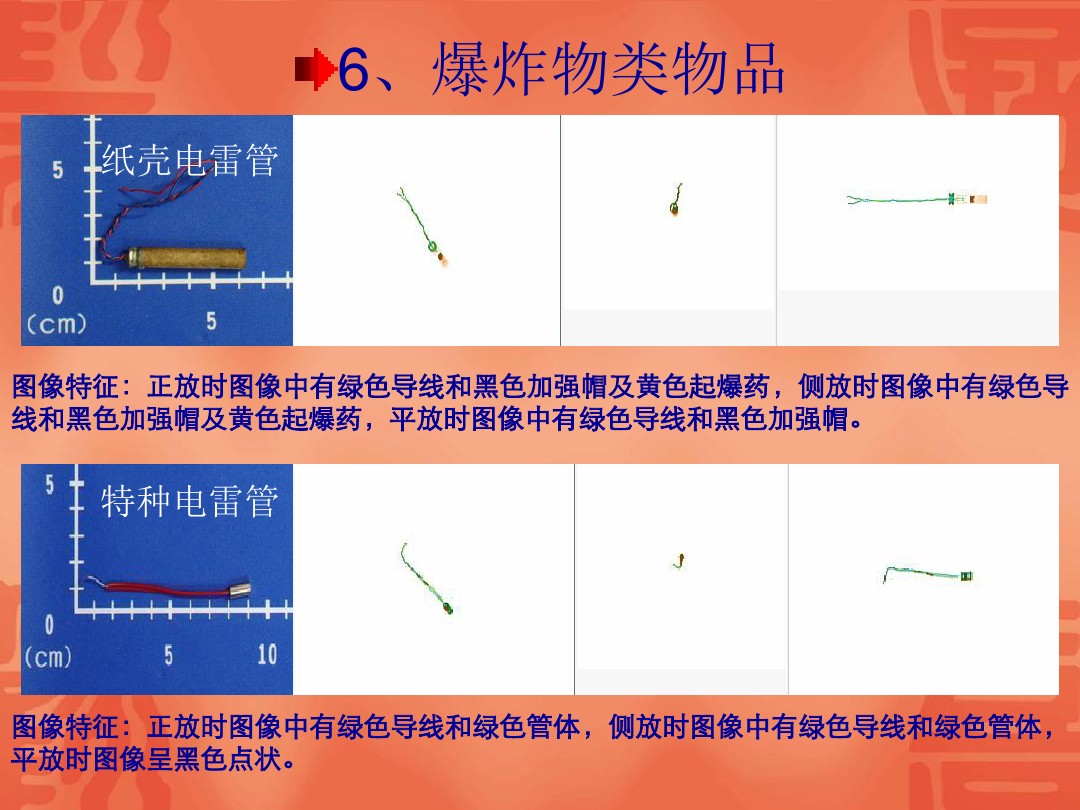 6、爆炸物类物品
纸壳电雷管
5
0
(cm)
5
图像特征：正放时图像中有绿色导线和黑色加强帽及黄色起爆药，侧放时图像中有绿色导
线和黑色加强帽及黄色起爆药，平放时图像中有绿色导线和黑色加强帽。
特种电雷管
5
0
(cm)
5 10
图像特征：正放时图像中有绿色导线和绿色管体，侧放时图像中有绿色导线和绿色管体，
平放时图像呈黑色点状。